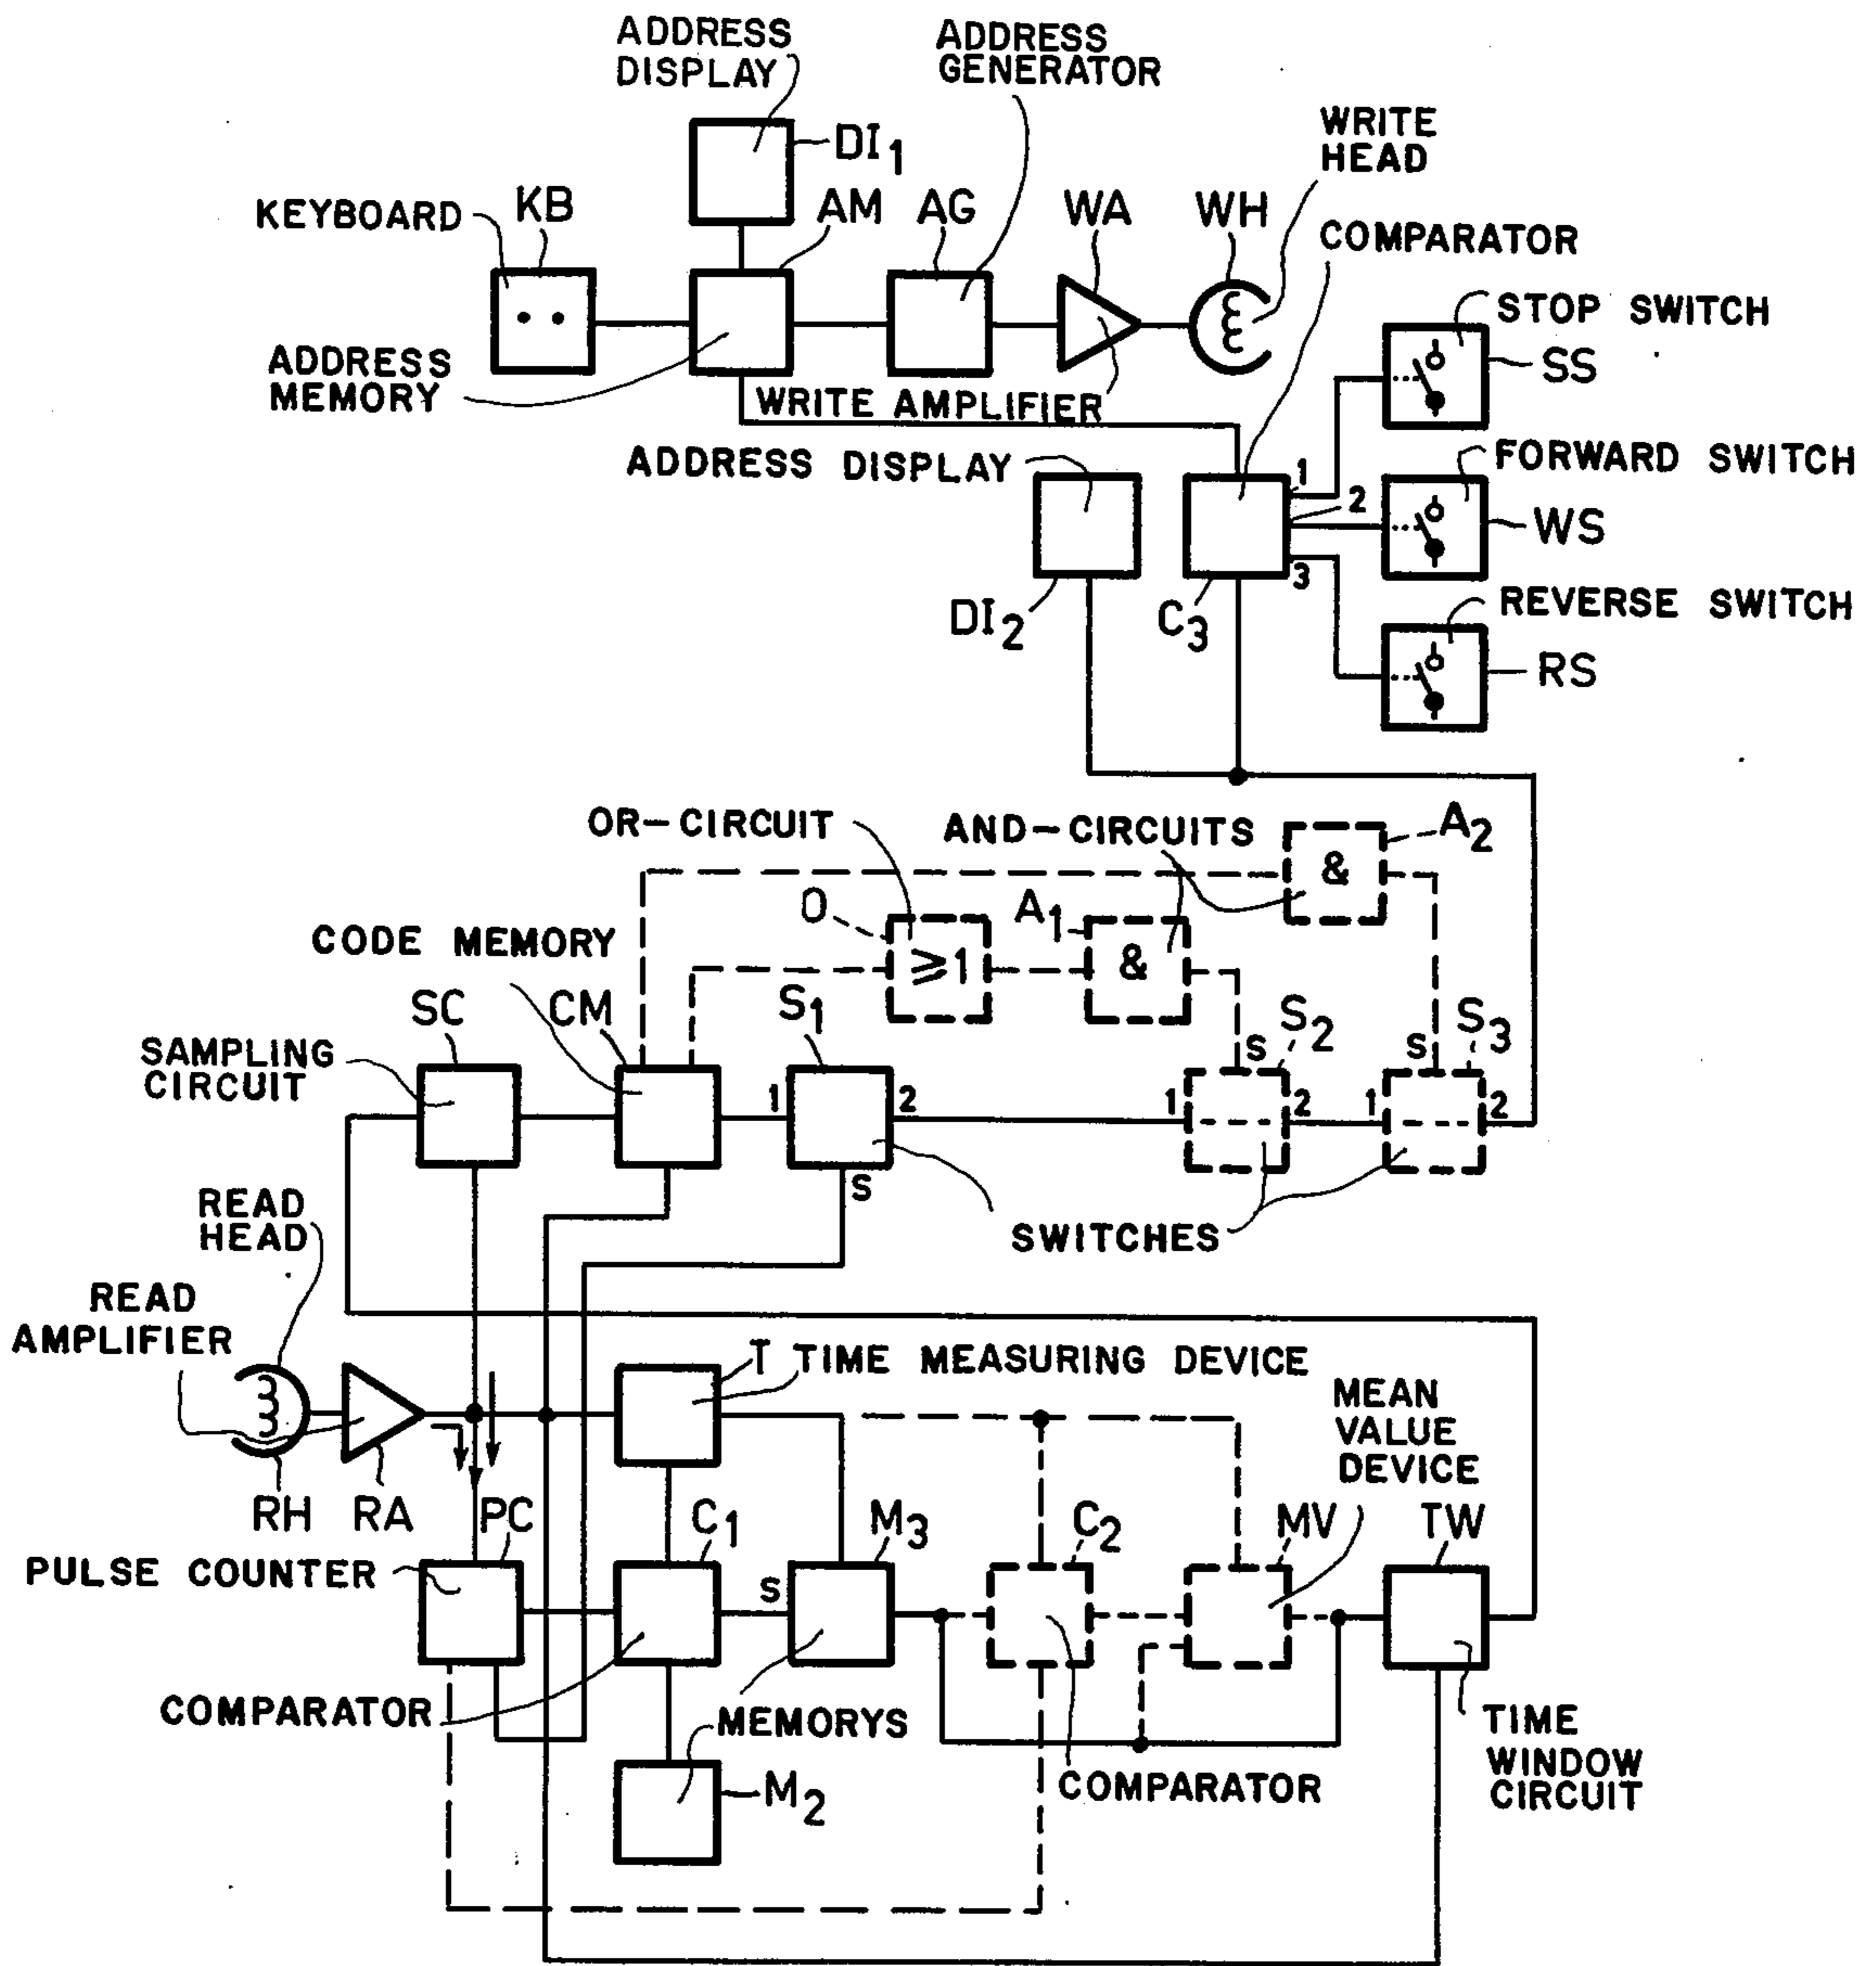 ADDRESS
DISPLAY
ADDRESS
GENERATOR
WRITE
HEAD
DI1
KEYBOARD
KB
AM
AG
WA
WH
COMPARATOR
STOP SWITCH
SS
ADDRESS
MEMORY
WRITE AMPLIFIER
ADDRESS DISPLAY
FORWARD SWITCH
1
2
3
WS
DI2
C3
REVERSE SWITCH
RS
OR-CIRCUIT
AND-CIRCUITS
A2
&
O
A1
≥1
&
CODE MEMORY
SC
CM
S1
S2
S3
s
s
SAMPLING
CIRCUIT
1
2
1
2
1
2
s
READ
HEAD
SWITCHES
READ
AMPLIFIER
T
TIME MEASURING DEVICE
MEAN
VALUE
DEVICE
RH
RA
PC
C1
M3
C2
MV
TW
PULSE COUNTER
s
COMPARATOR
MEMORYS
M2
COMPARATOR
TIME
WINDOW
CIRCUIT